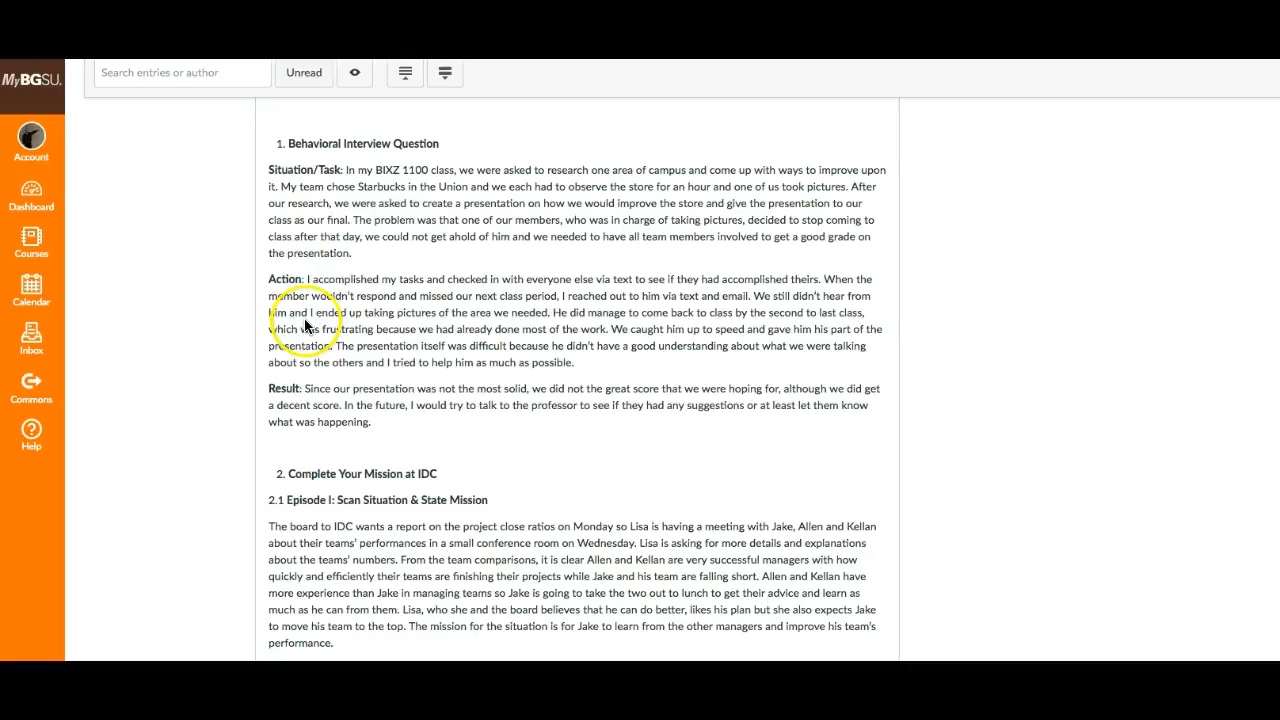 MyBGSU.
Search entries or author
Unread
Account
Dashboard
Courses
Calendar
Inbox
Commons
Help
1. Behavioral Interview Question
Situation/Task: In my BIXZ 1100 class, we were asked to research one area of campus and come up with ways to improve upon
it. My team chose Starbucks in the Union and we each had to observe the store for an hour and one of us took pictures. After
our research, we were asked to create a presentation on how we would improve the store and give the presentation to our
class as our final. The problem was that one of our members, who was in charge of taking pictures, decided to stop coming to
class after that day, we could not get ahold of him and we needed to have all team members involved to get a good grade on
the presentation.
Action: I accomplished my tasks and checked in with everyone else via text to see if they had accomplished theirs. When the
member wouldn't respond and missed our next class period, I reached out to him via text and email. We still didn't hear from
him and I ended up taking pictures of the area we needed. He did manage to come back to class by the second to last class,
which was frustrating because we had already done most of the work. We caught him up to speed and gave him his part of the
presentation. The presentation itself was difficult because he didn't have a good understanding about what we were talking
about so the others and I tried to help him as much as possible.
Result: Since our presentation was not the most solid, we did not the great score that we were hoping for, although we did get
a decent score. In the future, I would try to talk to the professor to see if they had any suggestions or at least let them know
what was happening.
2. Complete Your Mission at IDC
2.1 Episode I: Scan Situation & State Mission
The board to IDC wants a report on the project close ratios on Monday so Lisa is having a meeting with Jake, Allen and Kellan
about their teams' performances in a small conference room on Wednesday. Lisa is asking for more details and explanations
about the teams' numbers. From the team comparisons, it is clear Allen and Kellan are very successful managers with how
quickly and efficiently their teams are finishing their projects while Jake and his team are falling short. Allen and Kellan have
more experience than Jake in managing teams so Jake is going to take the two out to lunch to get their advice and learn as
much as he can from them. Lisa, who she and the board believes that he can do better, likes his plan but she also expects Jake
to move his team to the top. The mission for the situation is for Jake to learn from the other managers and improve his team's
performance.